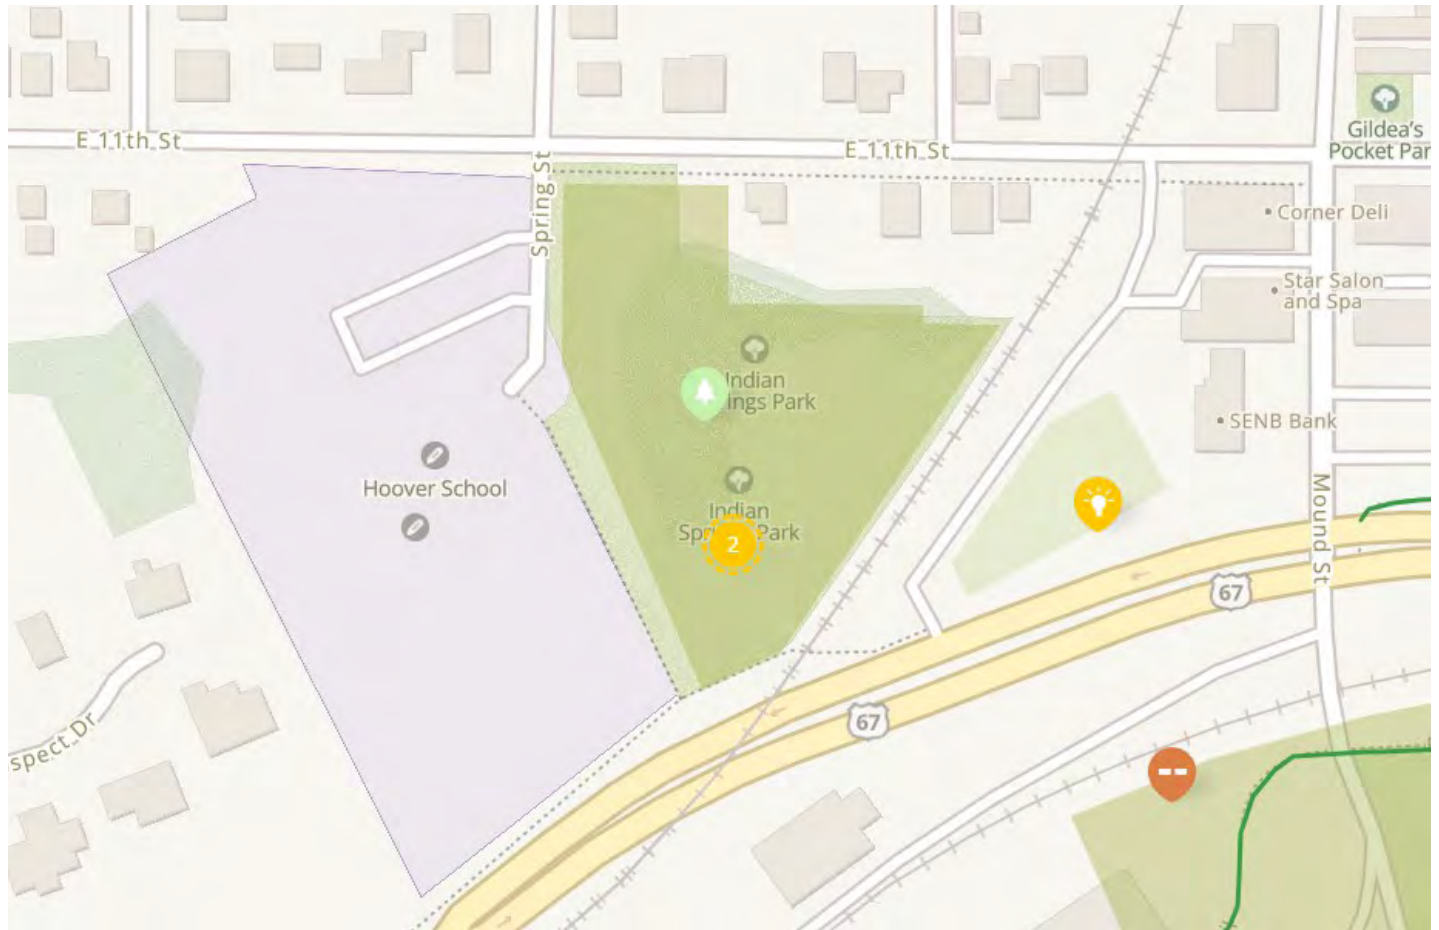 E 11th St
E 11th St
Gildea's
Pocket Par
Spring St
Corner Deli
Star Salon
and Spa
Indian
ings Park
SENB Bank
Hoover School
Indian
Sp
Park
2
Mound St
67
67
spect Dr